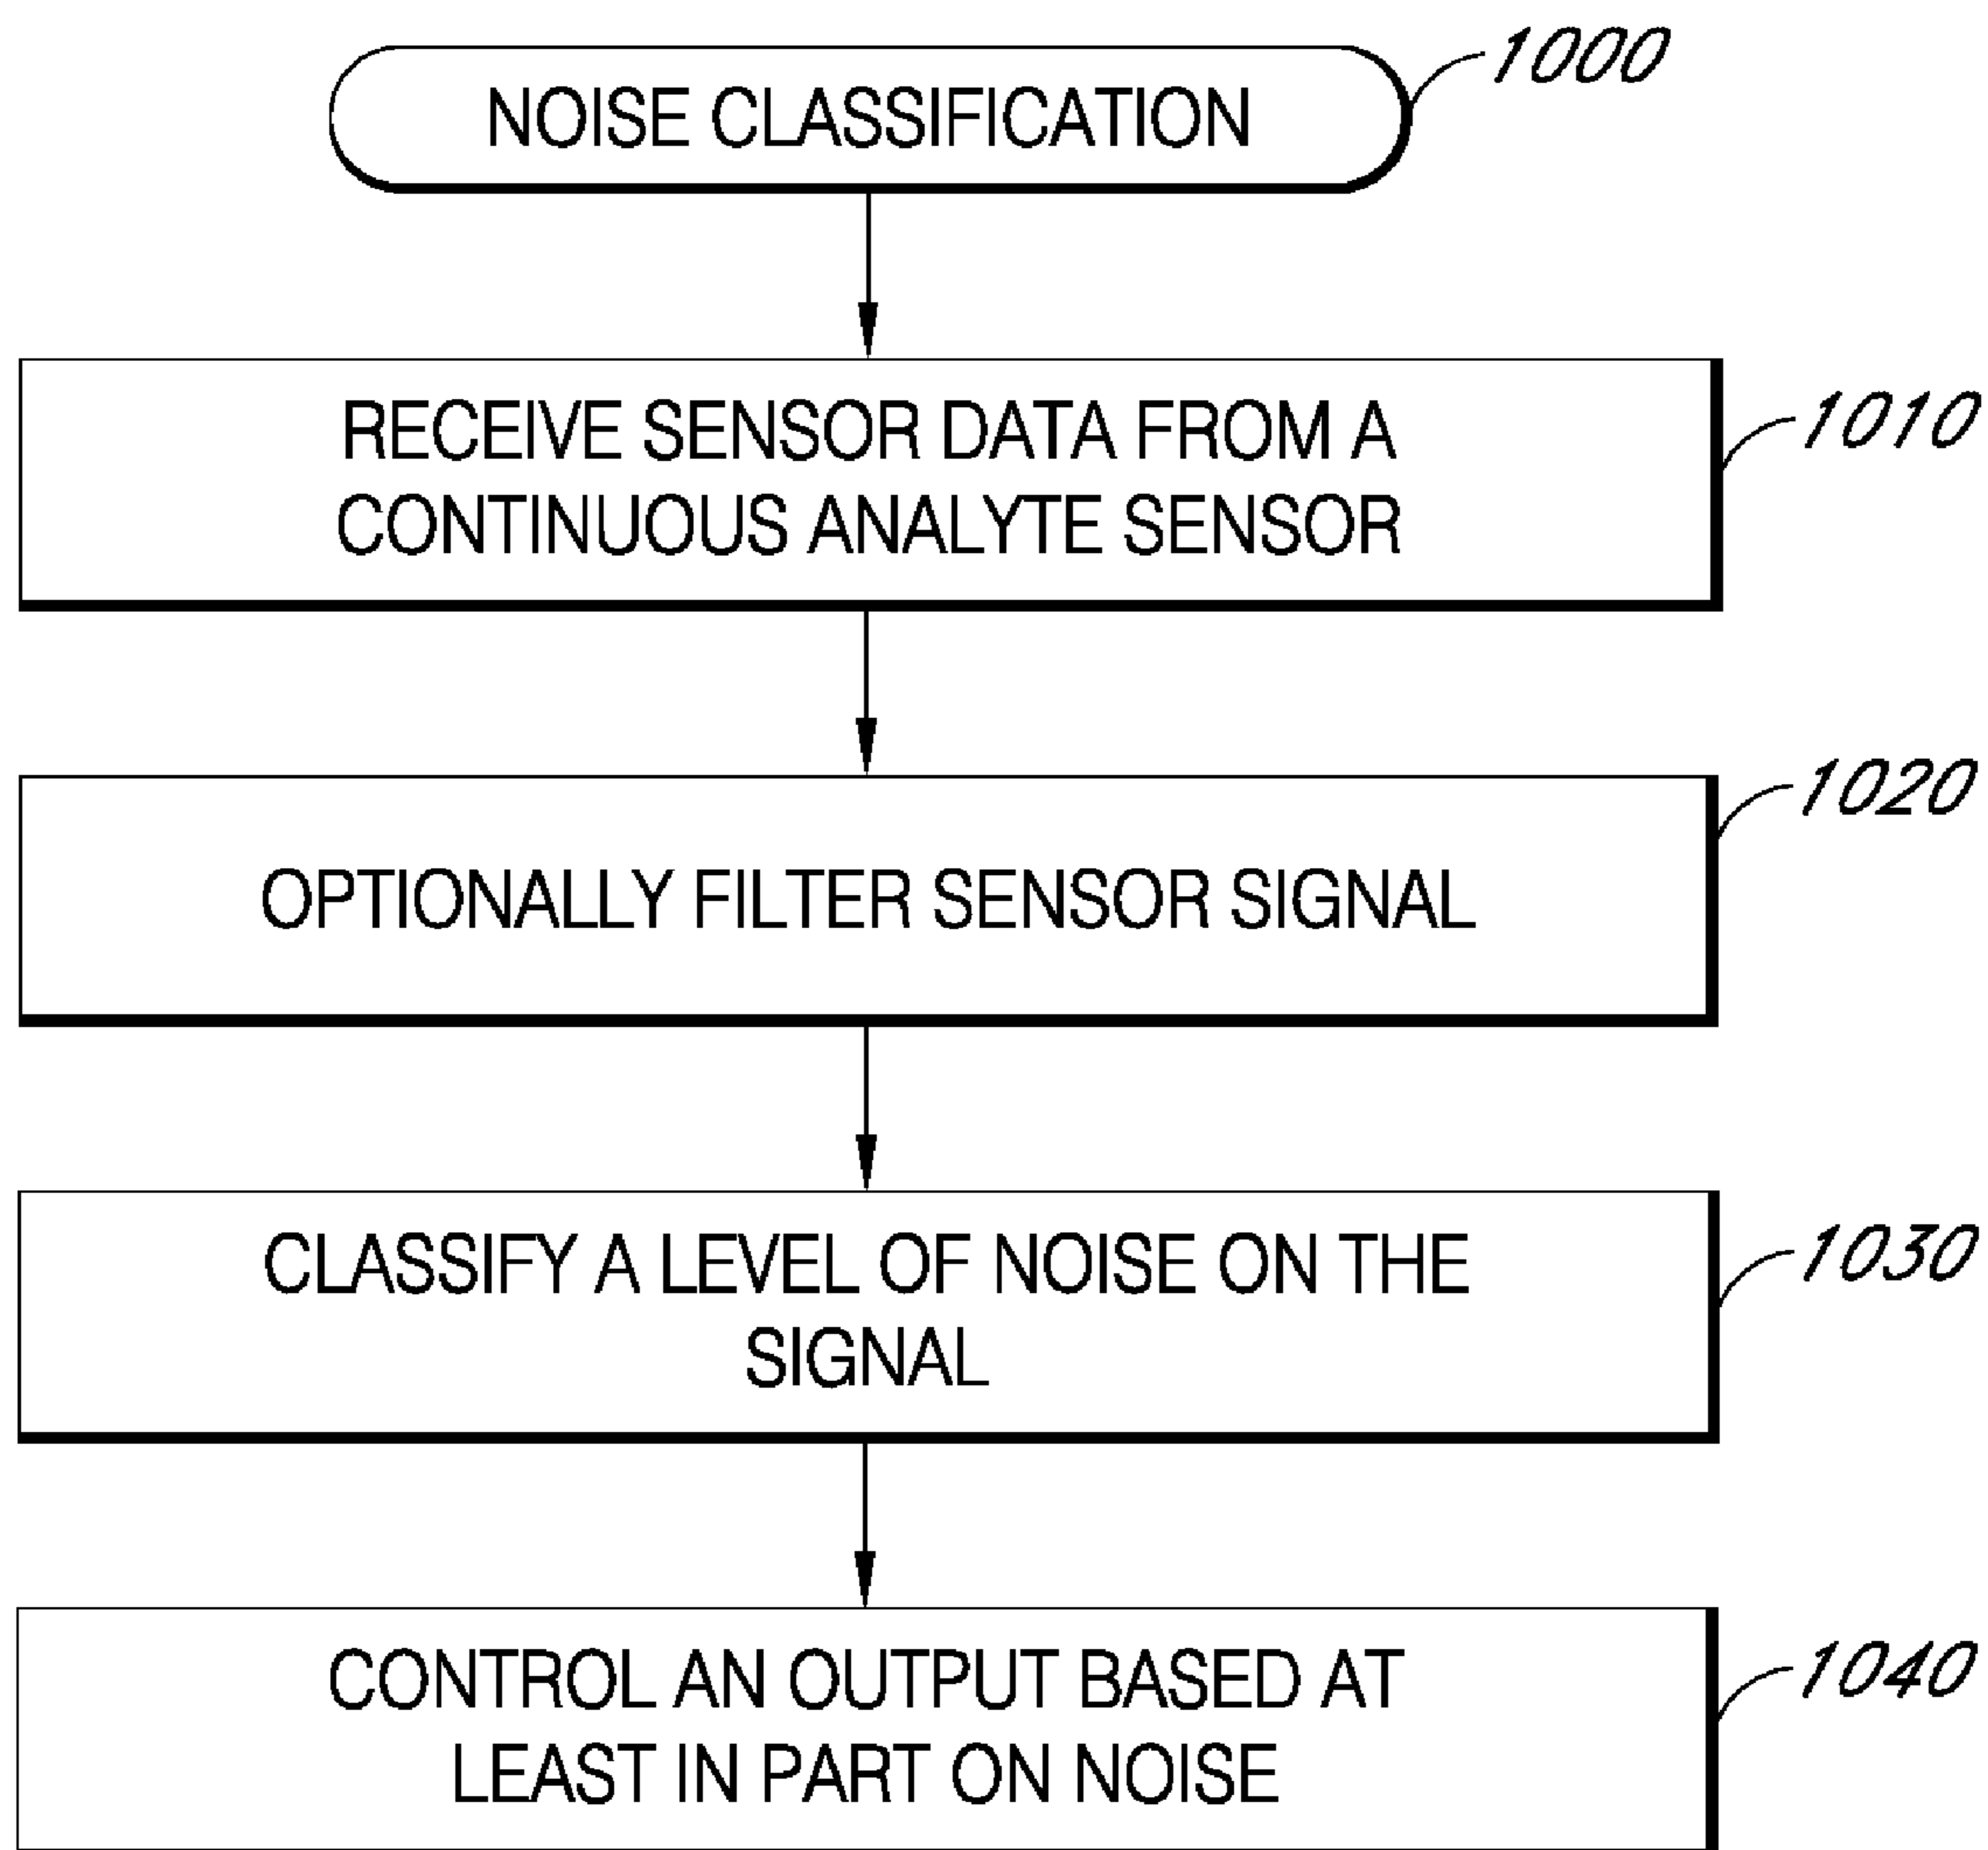 NOISE CLASSIFICATION
1000
RECEIVE SENSOR DATA FROM A
CONTINUOUS ANALYTE SENSOR
1010
OPTIONALLY FILTER SENSOR SIGNAL
1020
CLASSIFY A LEVEL OF NOISE ON THE
SIGNAL
1030
CONTROL AN OUTPUT BASED AT
LEAST IN PART ON NOISE
1040